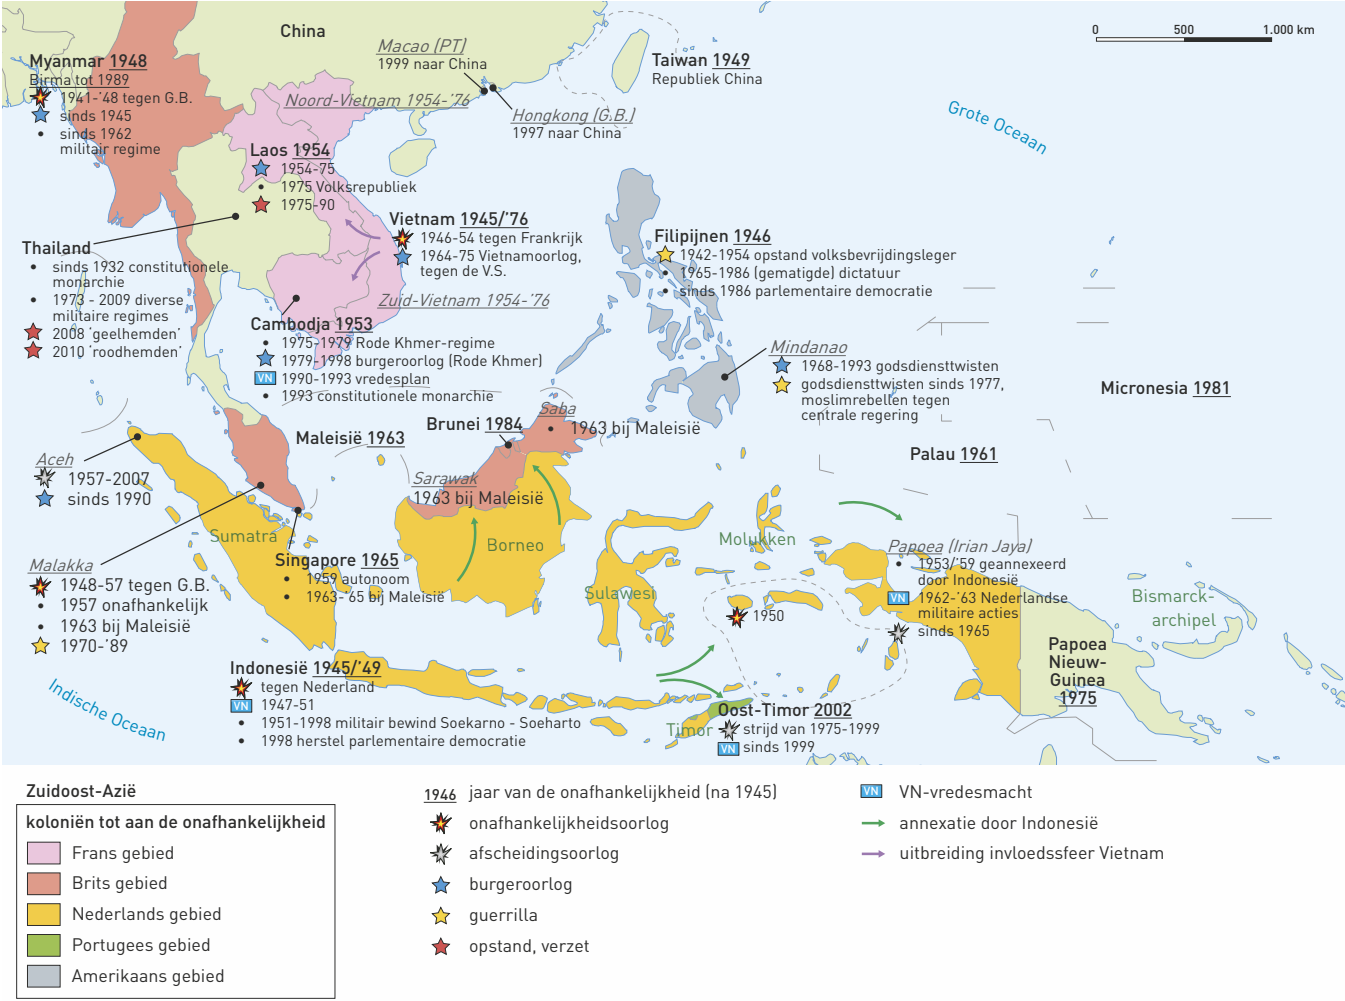 China
Macao (PT)
1999 naar China
Hongkong (G.B.)
1997 naar China
Taiwan 1949
Republiek China
0 500 1.000 km
Grote Oceaan
Myanmar 1948
Birma tot 1989
1941-'48 tegen G.B.
sinds 1945
• sinds 1962
militair regime
Noord-Vietnam 1954-'76
Laos 1954
1954-75
• 1975 Volksrepubliek
1975-90
Vietnam 1945/'76
1946-54 tegen Frankrijk
1964-75 Vietnamoorlog,
tegen de V.S.
Zuid-Vietnam 1954-'76
Thailand
• sinds 1932 constitutionele
monarchie
• 1973 - 2009 diverse
militaire regimes
2008 'geelhemden'
2010 'roodhemden'
Cambodja 1953
• 1975-1979 Rode Khmer-regime
1979-1998 burgeroorlog (Rode Khmer)
VN 1990-1993 vredesplan
• 1993 constitutionele monarchie
Filipijnen 1946
1942-1954 opstand volksbevrijdingsleger
• 1965-1986 (gematigde) dictatuur
• sinds 1986 parlementaire democratie
Mindanao
1968-1993 godsdiensttwisten
godsdiensttwisten sinds 1977,
moslimrebellen tegen
centrale regering
Micronesia 1981
Palau 1961
Brunei 1984
Saba
• 1963 bij Maleisië
Maleisië 1963
Sarawak
1963 bij Maleisië
Aceh
1957-2007
sinds 1990
Sumatra
Borneo
Sulawesi
Molukken
Malakka
1948-57 tegen G.B.
• 1957 onafhankelijk
• 1963 bij Maleisië
1970-'89
Singapore 1965
• 1959 autonoom
• 1963-'65 bij Maleisië
Papoea (Irian Jaya)
• 1953/'59 geannexeerd
door Indonesië
VN 1962-'63 Nederlandse
militaire acties
sinds 1965
1950
Bismarck-
archipel
Papoea
Nieuw-
Guinea
1975
Indonesië 1945/'49
tegen Nederland
VN 1947-51
• 1951-1998 militair bewind Soekarno - Soeharto
• 1998 herstel parlementaire democratie
Indische Oceaan
Timor
Oost-Timor 2002
strijd van 1975-1999
VN sinds 1999
Zuidoost-Azië
koloniën tot aan de onafhankelijkheid
Frans gebied
Brits gebied
Nederlands gebied
Portugees gebied
Amerikaans gebied
1946 jaar van de onafhankelijkheid (na 1945)
onafhankelijkheidsoorlog
afscheidingsoorlog
burgeroorlog
guerrilla
opstand, verzet
VN VN-vredesmacht
annexatie door Indonesië
uitbreiding invloedssfeer Vietnam